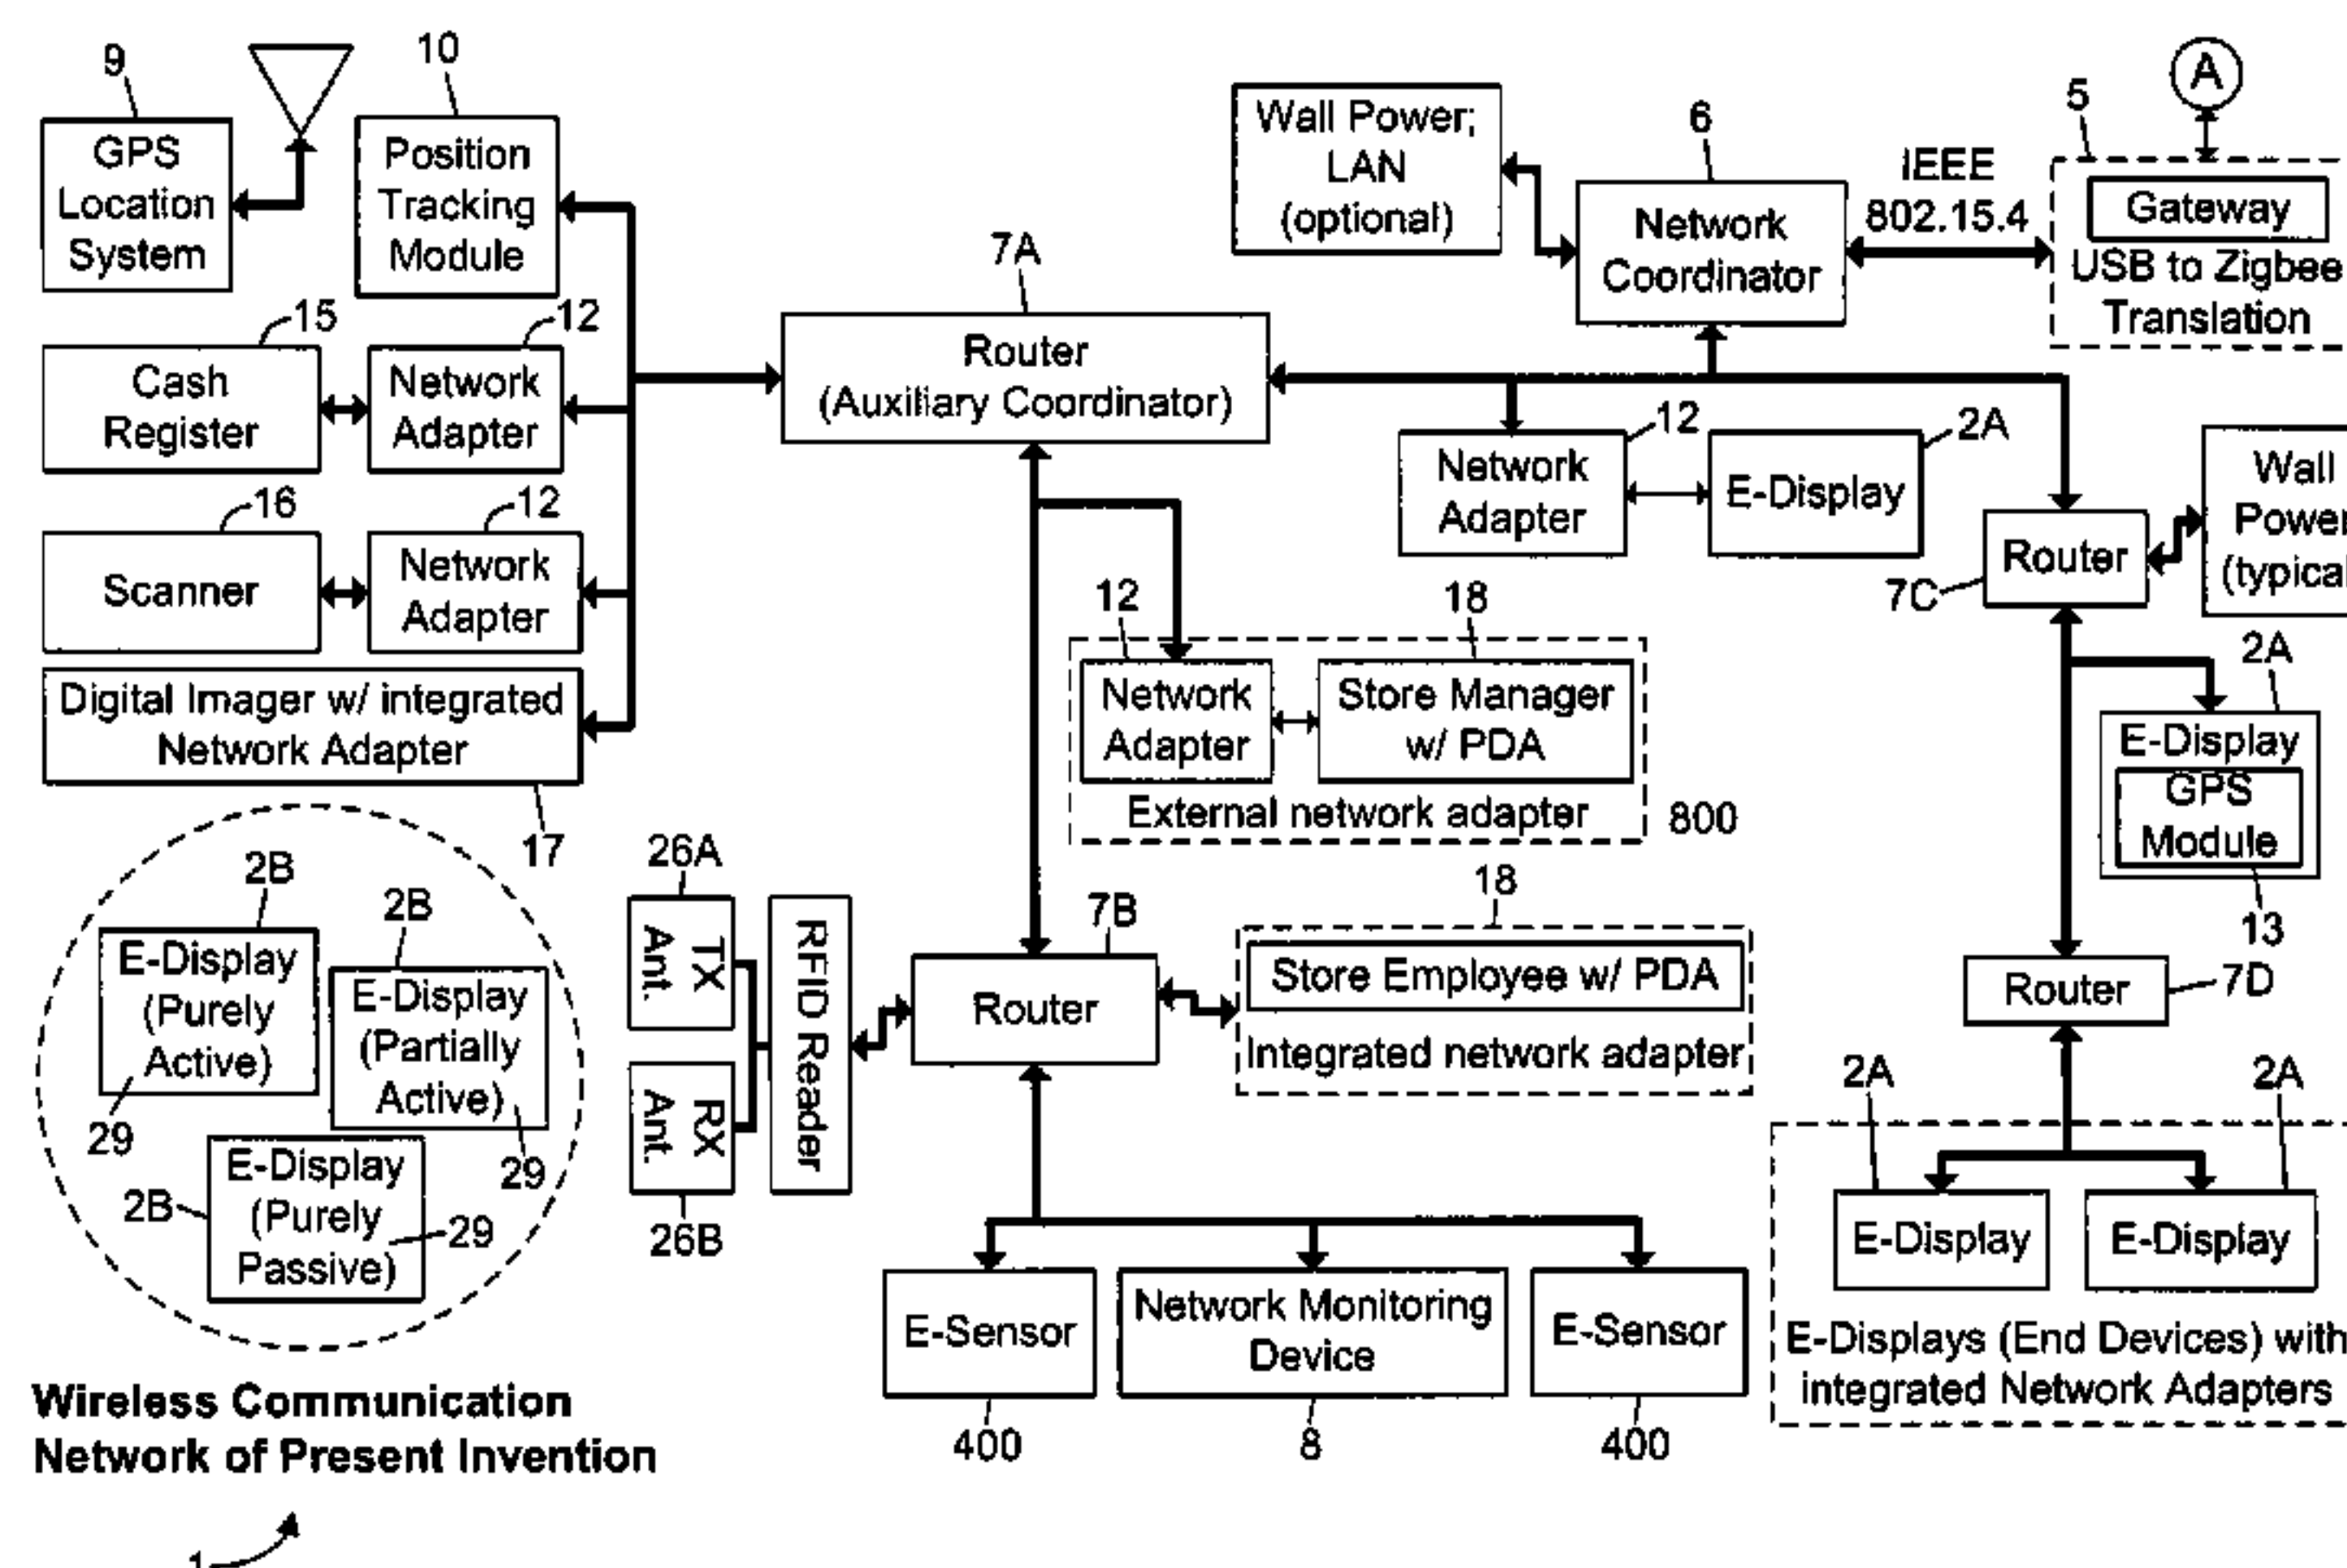 9
10
GPS
Location
System
Position
Tracking
Module
15
12
Cash
Register
Network
Adapter
16
12
Scanner
Network
Adapter
Digital Imager w/ integrated
Network Adapter
17
7A
Router
(Auxiliary Coordinator)
Wall Power;
LAN
(optional)
6
Network
Coordinator
IEEE
802.15.4
A
5
Gateway
USB to Zigbee
Translation
12
2A
Network
Adapter
E-Display
Router
7C
Wall
Power
(typical
12
18
Network
Adapter
Store Manager
w/ PDA
External network adapter
800
2A
E-Display
GPS
Module
13
2B
2B
E-Display
(Purely
Active)
29
E-Display
(Partially
Active)
29
2B
E-Display
(Purely
Passive)
29
26A
TX
Ant.
RX
Ant.
26B
RFID Reader
7B
Router
18
Store Employee w/ PDA
Integrated network adapter
Router
7D
2A
2A
E-Display
E-Display
E-Displays (End Devices) with
integrated Network Adapters
E-Sensor
Network Monitoring
Device
E-Sensor
400
8
400
Wireless Communication
Network of Present Invention
1